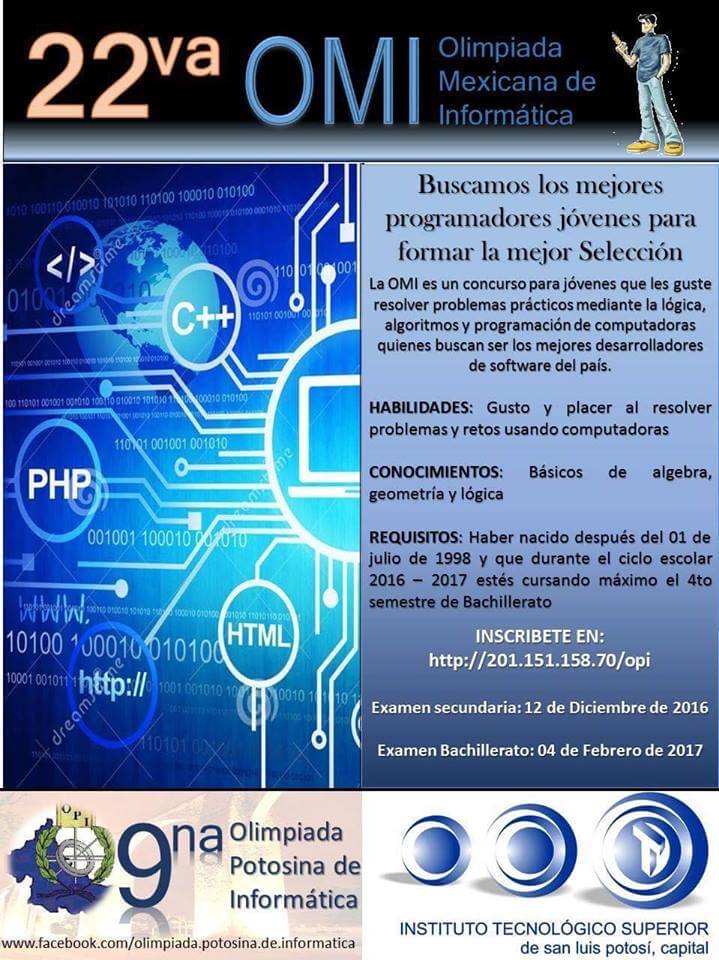 22va OMI
Olimpiada
Mexicana de
Informática
Buscamos los mejores
programadores jóvenes para
formar la mejor Selección
La OMI es un concurso para jóvenes que les guste
resolver problemas prácticos mediante la lógica,
algoritmos y programación de computadoras
quienes buscan ser los mejores desarrolladores
de software del país.
HABILIDADES: Gusto y placer al resolver
problemas y retos usando computadoras
CONOCIMIENTOS: Básicos de algebra,
geometría y lógica
REQUISITOS: Haber nacido después del 01 de
julio de 1998 y que durante el ciclo escolar
2016 – 2017 estés cursando máximo el 4to
semestre de Bachillerato
INSCRIBETE EN:
http://201.151.158.70/opi
Examen secundaria: 12 de Diciembre de 2016
Examen Bachillerato: 04 de Febrero de 2017
</>
C++
PHP
001001 100010 001010
www.
HTML
http://
dreamstime
OPI
9na
Olimpiada
Potosina de
Informática
www.facebook.com/olimpiada.potosina.de.informatica
INSTITUTO TECNOLÓGICO SUPERIOR
de san luis potosí, capital